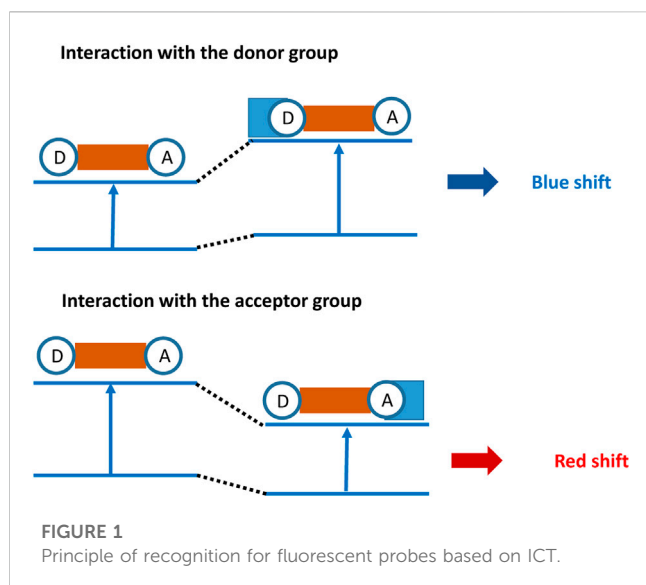 Interaction with the donor group
D A
D A
Blue shift
Interaction with the acceptor group
D A
D A
Red shift
FIGURE 1
Principle of recognition for fluorescent probes based on ICT.